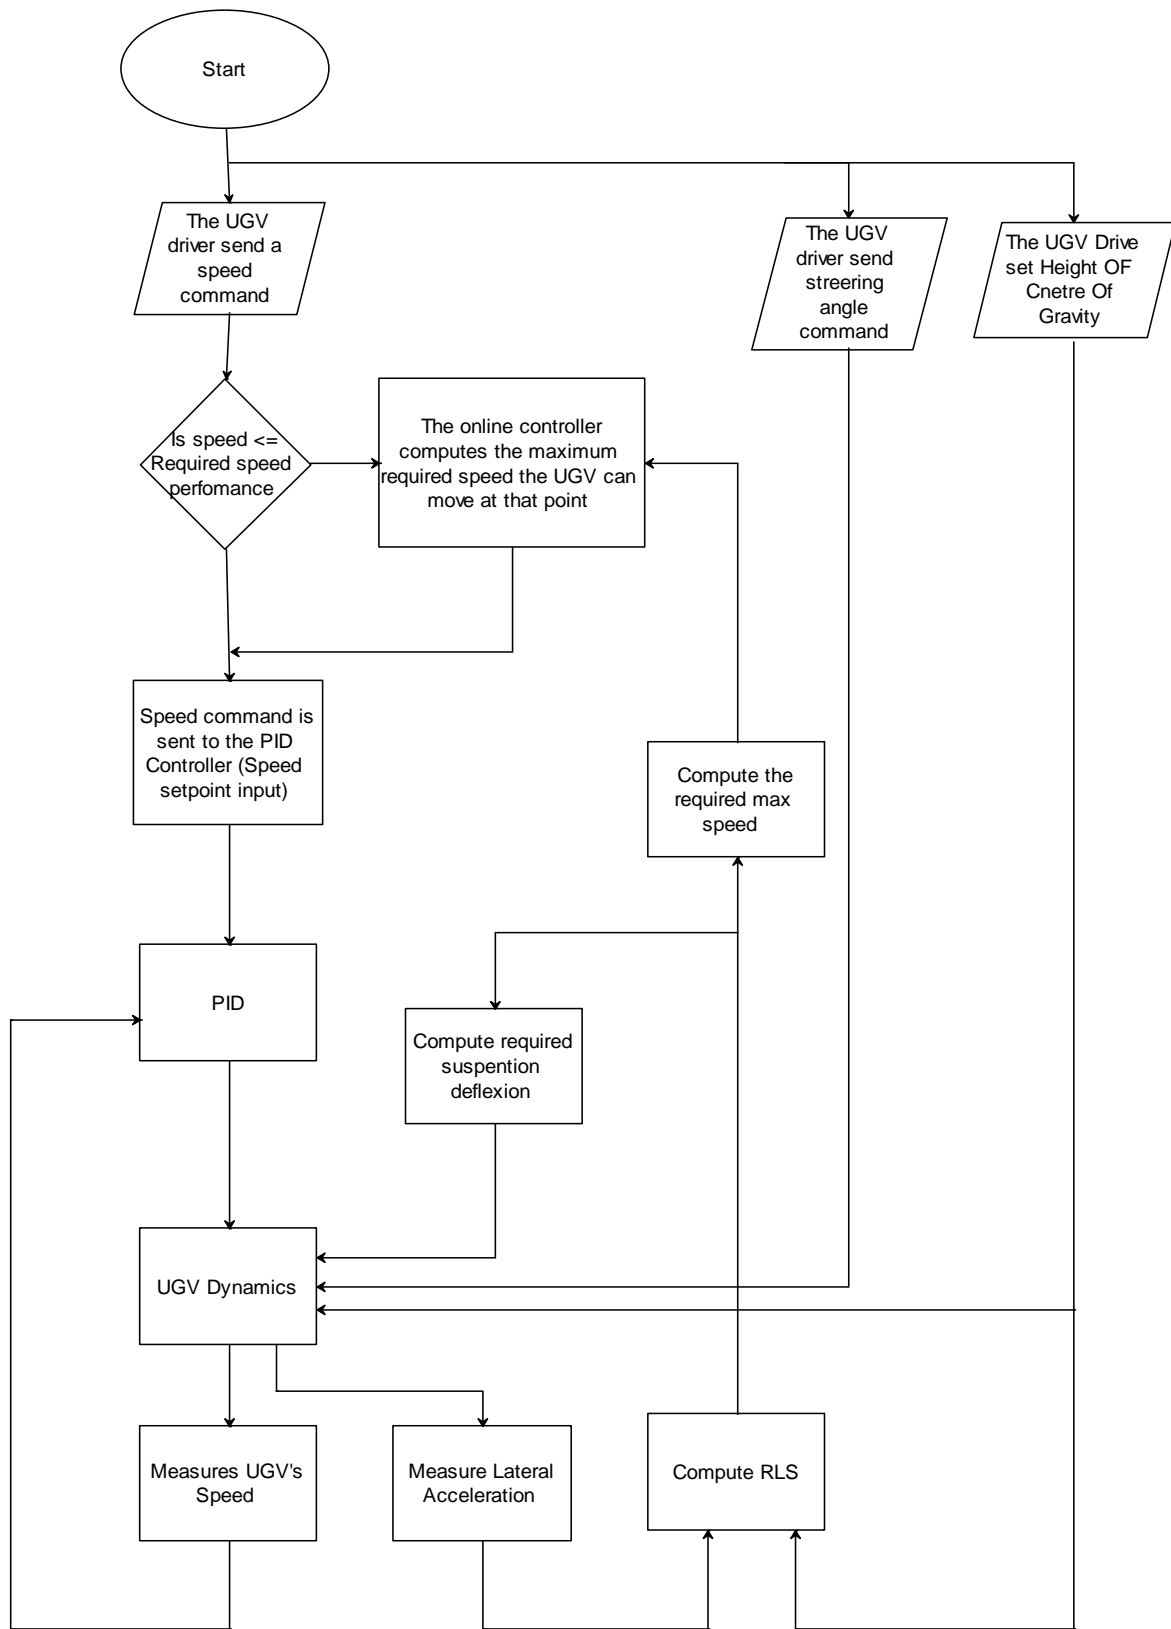 Start
The UGV
driver send a
speed
command
The UGV
driver send
streering
angle
command
The UGV Drive
set Height OF
Cnetre Of
Gravity
Is speed <=
Required speed
perfomance
The online controller
computes the maximum
required speed the UGV can
move at that point
Speed command is
sent to the PID
Controller (Speed
setpoint input)
Compute the
required max
speed
PID
Compute required
suspention
deflexion
UGV Dynamics
Measures UGV's
Speed
Measure Lateral
Acceleration
Compute RLS